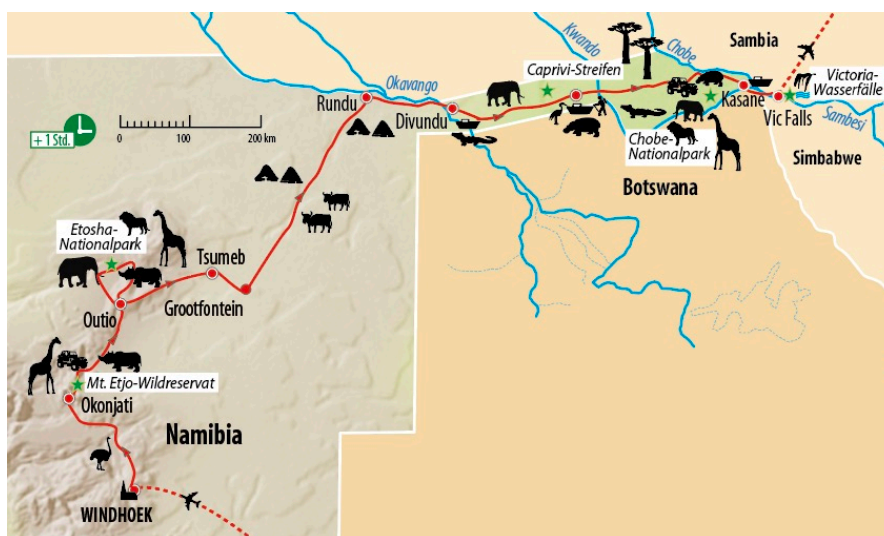 Kwando
Chobe
Sambia
Okavango
Caprivi-Streifen
Victoria-
Wasserfälle
Rundu
Divundu
Kasane
Vic Falls
Sambesi
+ 1 Std.
0 100 200 km
Chobe-
Nationalpark
Simbabwe
Botswana
Etosha-
Nationalpark
Tsumeb
Grootfontein
Outio
Mt. Etjo-Wildreservat
Okonjati
Namibia
WINDHOEK